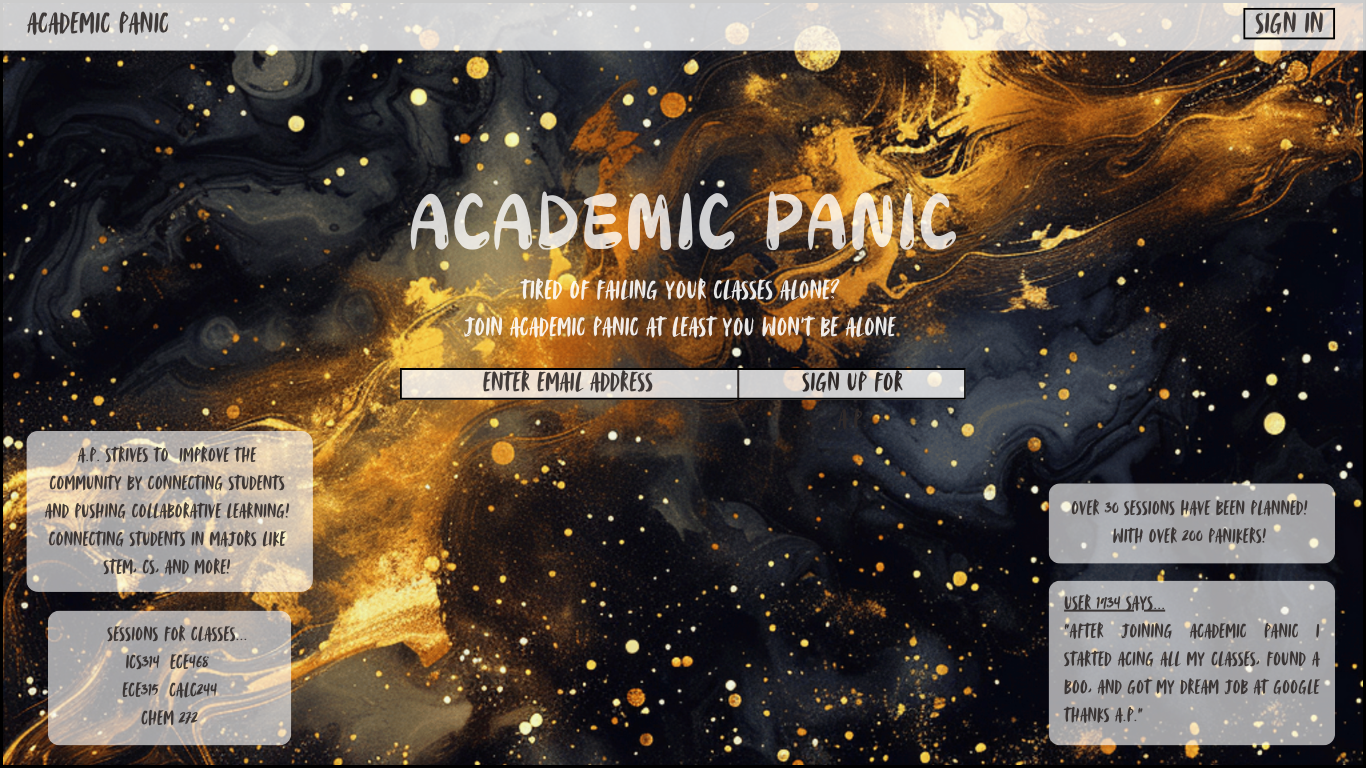 ACADEMIC PANIC
SIGN IN
ACADEMIC PANIC
TIRED OF FAILING YOUR CLASSES ALONE?
JOIN ACADEMIC PANIC AT LEAST YOU WON'T BE ALONE
ENTER EMAIL ADDRESS
SIGN UP FOR
A.P. STRIVES TO IMPROVE THE
COMMUNITY BY CONNECTING STUDENTS
AND PUSHING COLLABORATIVE LEARNING!
CONNECTING STUDENTS IN MAJORS LIKE
STEM, CS, AND MORE!
SESSIONS FOR CLASSES...
ICS314 ECE468
ECE315 CALC244
CHEM 272
OVER 30 SESSIONS HAVE BEEN PLANNED!
WITH OVER 200 PANIKERS!
USER 1734 SAYS...
"AFTER JOINING ACADEMIC PANIC I
STARTED ACING ALL MY CLASSES, FOUND A
BOO, AND GOT MY DREAM JOB AT GOOGLE
THANKS A.P."